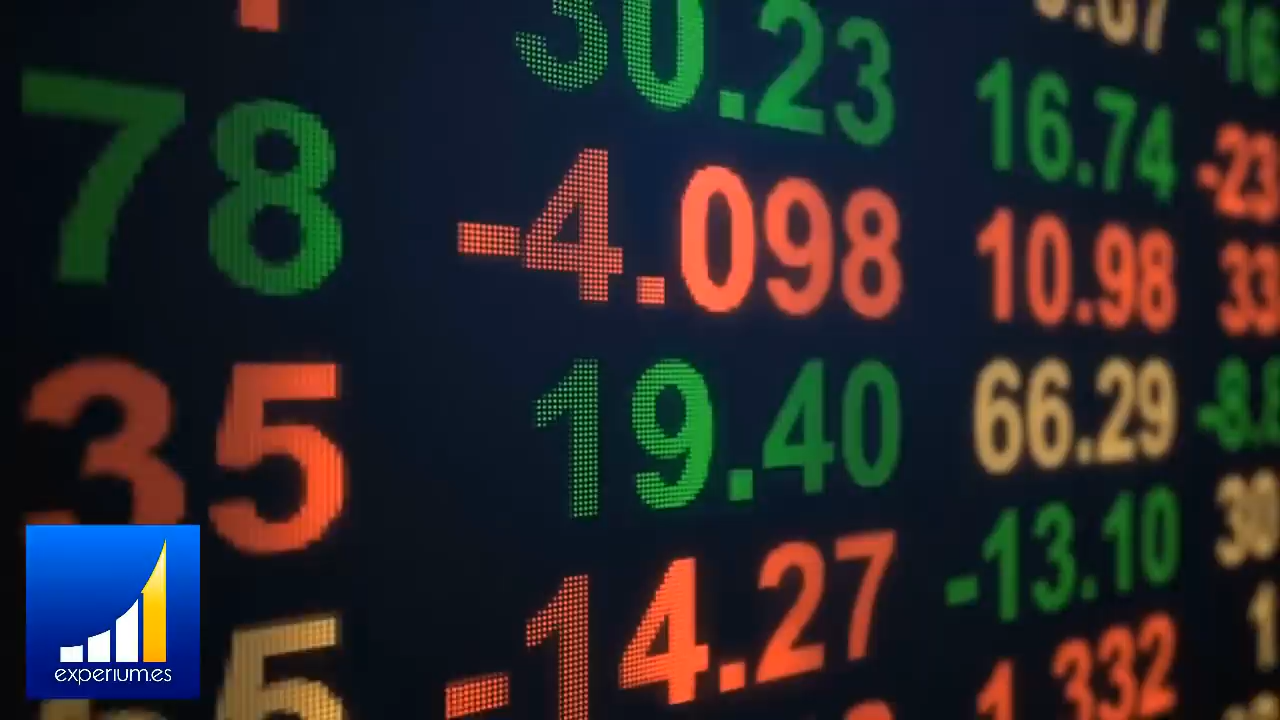 30.23 16.74
78 -4.098 10.98
35 19.40 66.29
-14.27 -13.10
5 1.332
experium.es